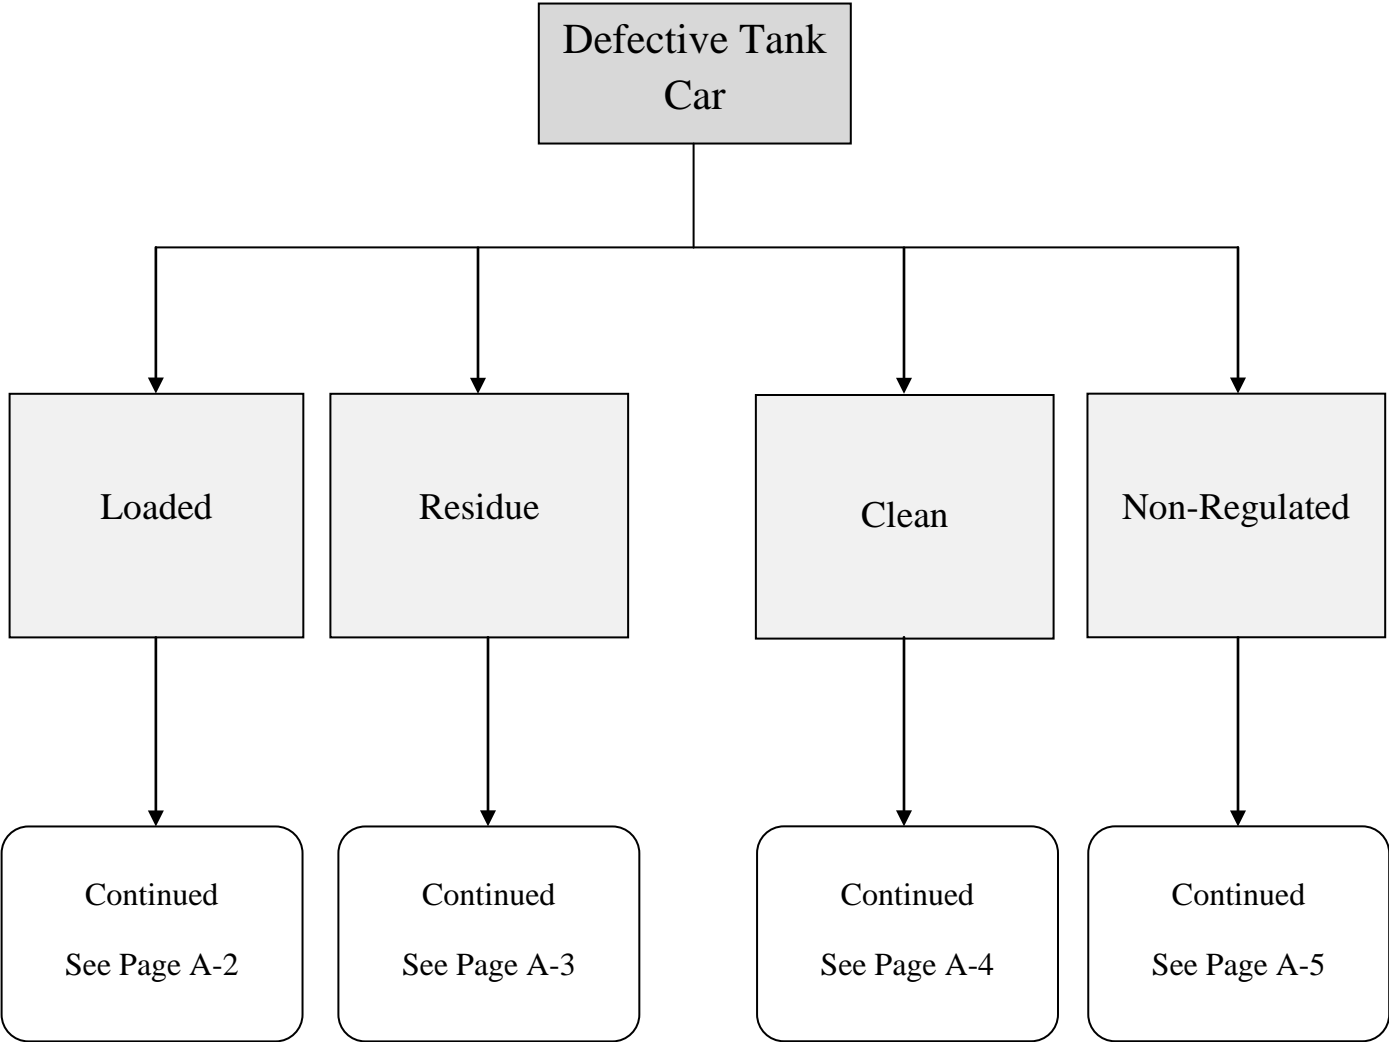 Defective Tank
Car
Loaded
Residue
Clean
Non-Regulated
Continued
See Page A-2
Continued
See Page A-3
Continued
See Page A-4
Continued
See Page A-5